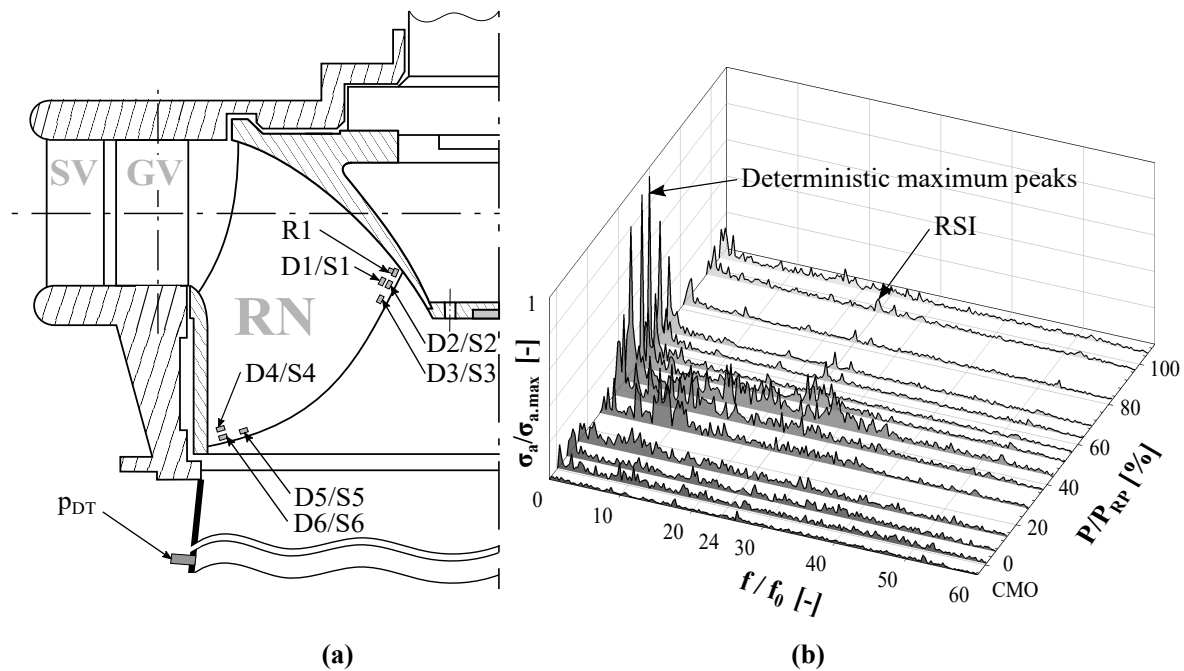 SV
GV
R1
D1/S1
RN
D2/S2
D3/S3
D4/S4
D5/S5
D6/S6
pDT
(a)
Deterministic maximum peaks
RSI
1
σa/σa.max [-]
0
0
10
20
24
30
40
50
60
f / f0 [-]
CMO
0
20
40
60
80
100
P/PRP [%]
(b)